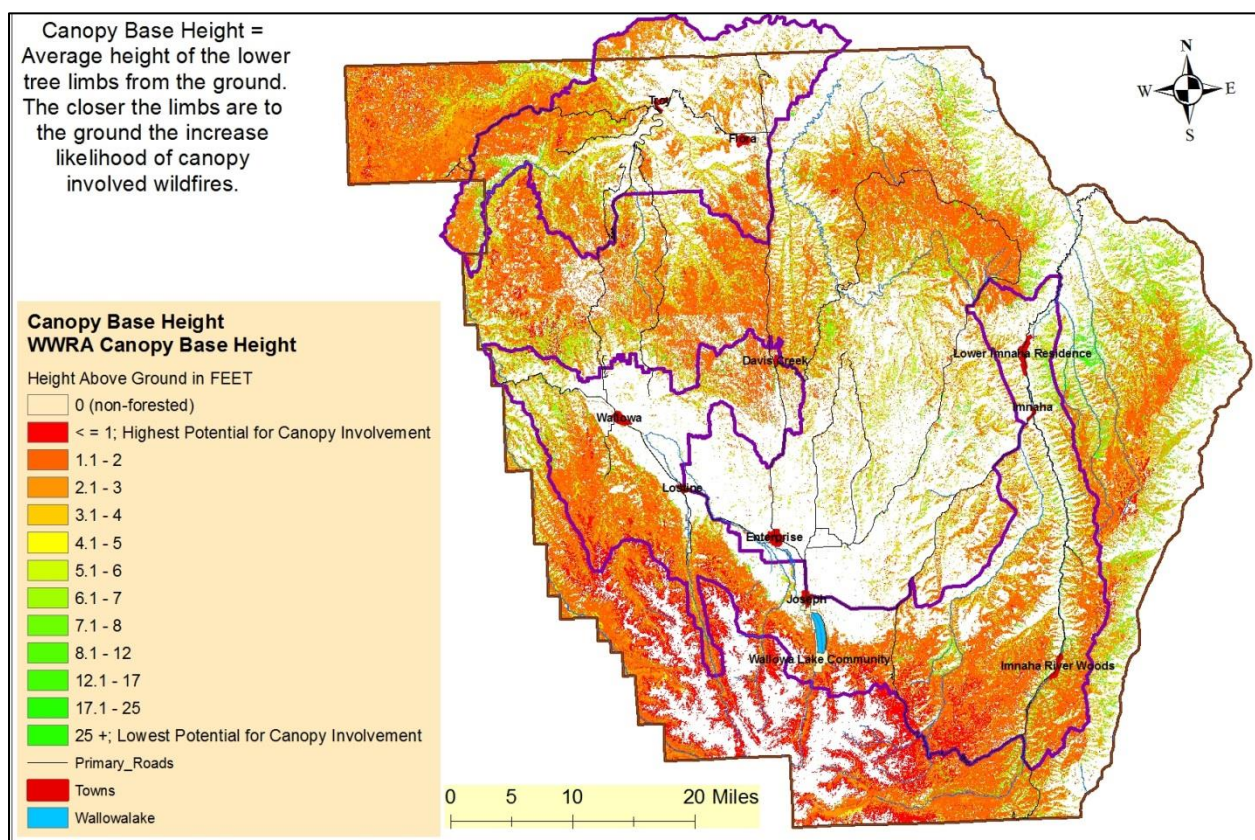 Canopy Base Height =
Average height of the lower
tree limbs from the ground.
The closer the limbs are to
the ground the increase
likelihood of canopy
involved wildfires.
N
W
E
S
Troy
Flora
Davis Creek
Lower Imnaha Residence
Imnaha
Wallowa
Lostine
Enterprise
Joseph
Wallowa Lake Community
Imnaha River Woods
Canopy Base Height
WWRA Canopy Base Height
Height Above Ground in FEET
0 (non-forested)
< = 1; Highest Potential for Canopy Involvement
1.1 - 2
2.1 - 3
3.1 - 4
4.1 - 5
5.1 - 6
6.1 - 7
7.1 - 8
8.1 - 12
12.1 - 17
17.1 - 25
25 +; Lowest Potential for Canopy Involvement
Primary_Roads
Towns
Wallowalake
0 5 10 20 Miles